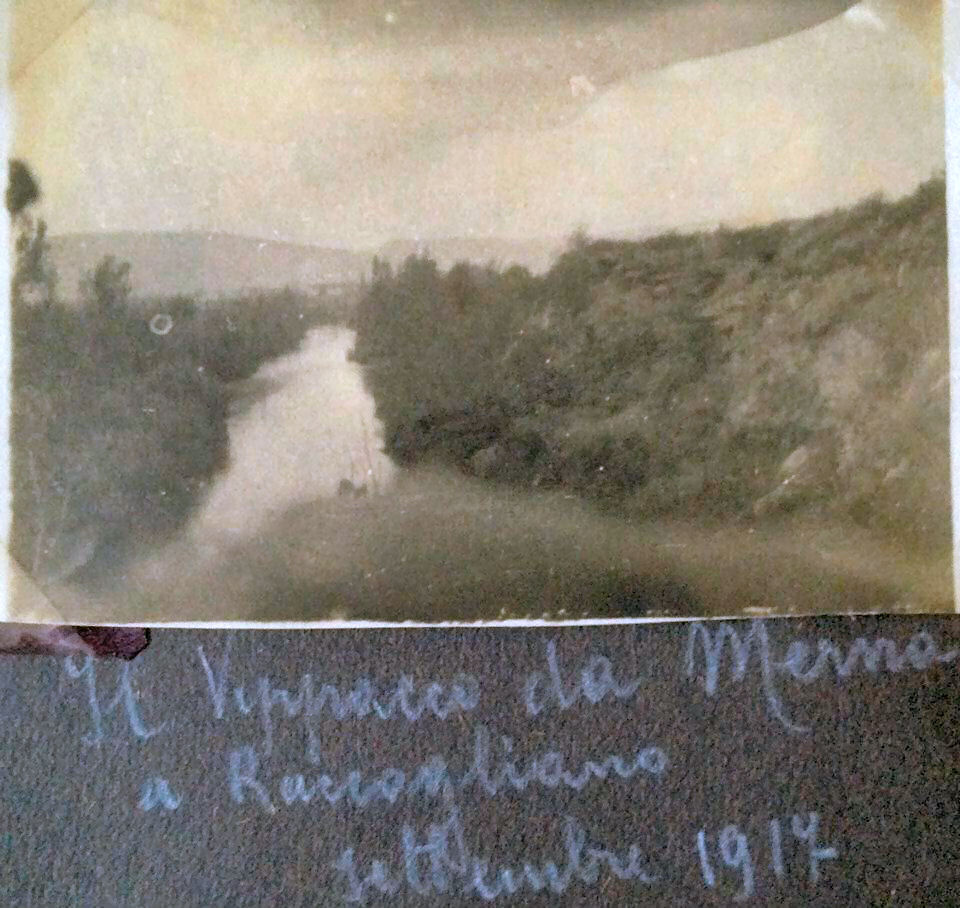 Il Vippacco da Merna
a Raccogliano
settembre 1917